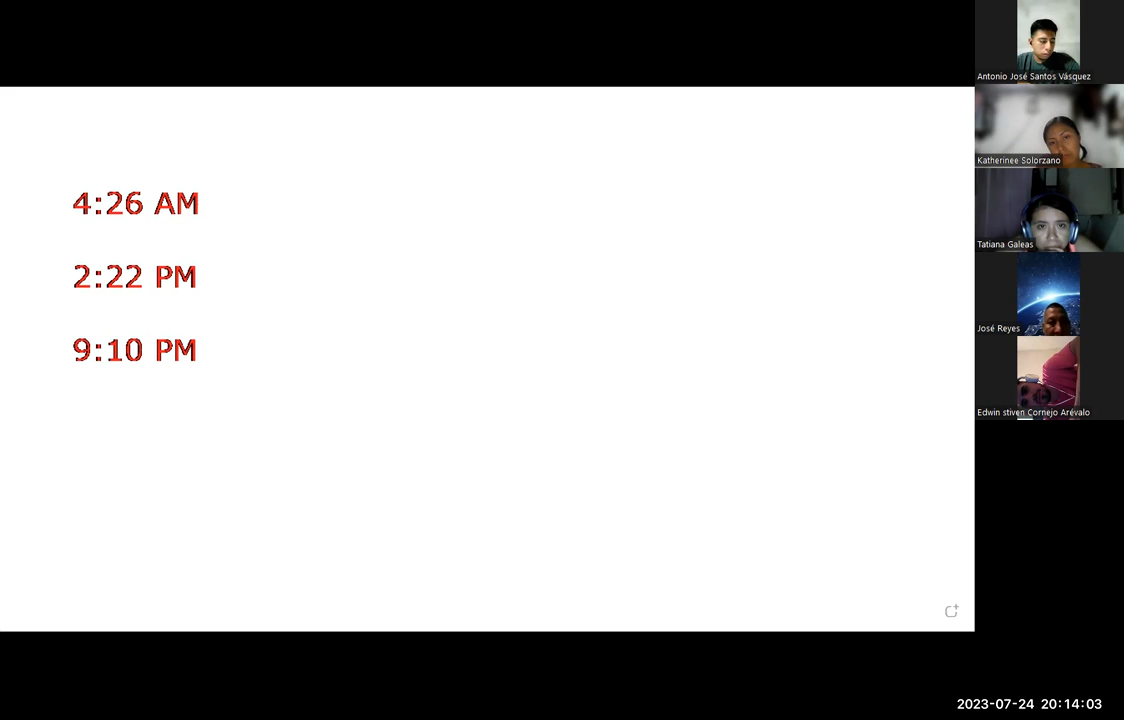 4:26 AM
2:22 PM
9:10 PM
Antonio José Santos Vásquez
Katherinee Solorzano
Tatiana Galeas
José Reyes
Edwin stiven Cornejo Arévalo
2023-07-24 20:14:03